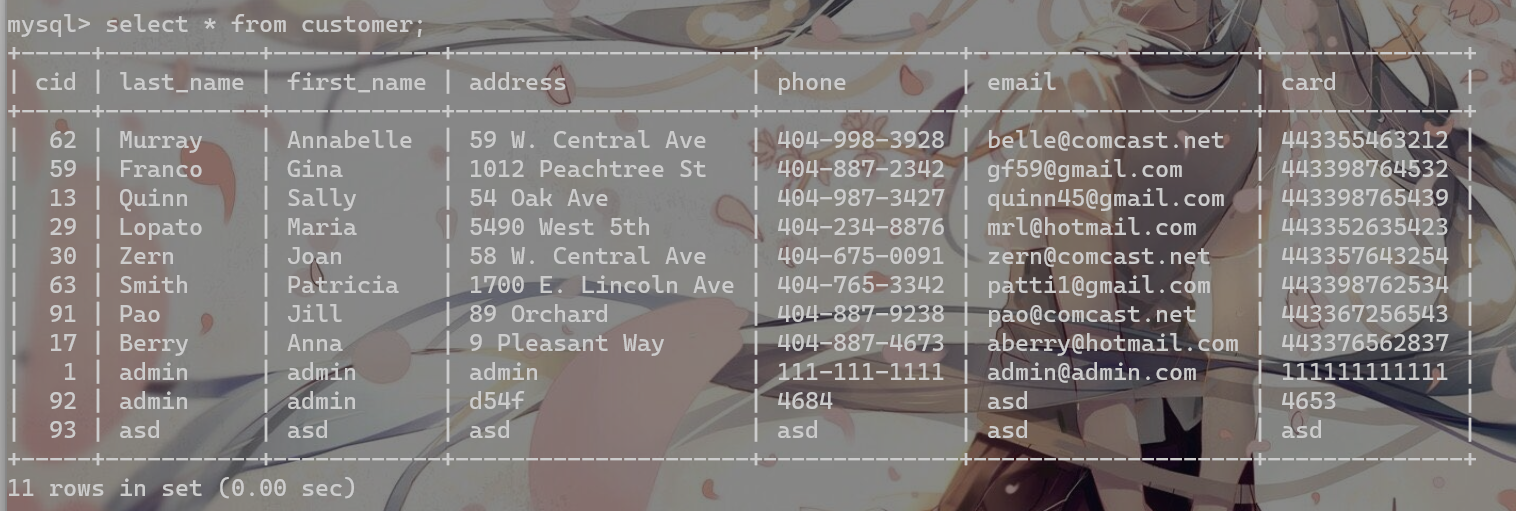 mysql> select * from customer;
+-----+-----------+------------+---------------------+--------------+--------------------+--------------+
| cid | last_name | first_name | address             | phone        | email              | card         |
+-----+-----------+------------+---------------------+--------------+--------------------+--------------+
|  62 | Murray    | Annabelle  | 59 W. Central Ave   | 404-998-3928 | belle@comcast.net  | 443355463212 |
|  59 | Franco    | Gina       | 1012 Peachtree St   | 404-887-2342 | gf59@gmail.com     | 443398764532 |
|  13 | Quinn     | Sally      | 54 Oak Ave          | 404-987-3427 | quinn45@gmail.com  | 443398765439 |
|  29 | Lopato    | Maria      | 5490 West 5th       | 404-234-8876 | mrl@hotmail.com    | 443352635423 |
|  30 | Zern      | Joan       | 58 W. Central Ave   | 404-675-0091 | zern@comcast.net   | 443357643254 |
|  63 | Smith     | Patricia   | 1700 E. Lincoln Ave | 404-765-3342 | patti1@gmail.com   | 443398762534 |
|  91 | Pao       | Jill       | 89 Orchard          | 404-887-9238 | pao@comcast.net    | 443367256543 |
|  17 | Berry     | Anna       | 9 Pleasant Way      | 404-887-4673 | aberry@hotmail.com | 443376562837 |
|   1 | admin     | admin      | admin               | 111-111-1111 | admin@admin.com    | 111111111111 |
|  92 | admin     | admin      | d54f                | 4684         | asd                | 4653         |
|  93 | asd       | asd        | asd                 | asd          | asd                | asd          |
+-----+-----------+------------+---------------------+--------------+--------------------+--------------+
11 rows in set (0.00 sec)